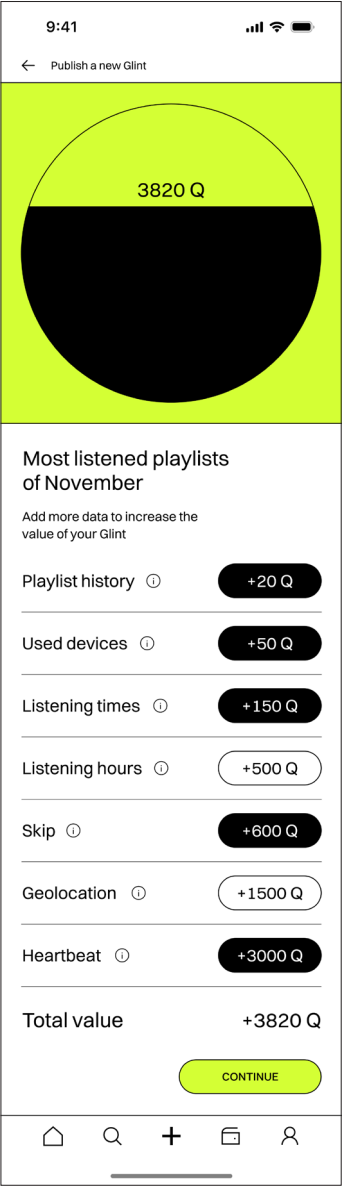 9:41
Publish a new Glint
3820 Q
Most listened playlists
of November
Add more data to increase the
value of your Glint
Playlist history +20 Q
Used devices +50 Q
Listening times +150 Q
Listening hours +500 Q
Skip +600 Q
Geolocation +1500 Q
Heartbeat +3000 Q
Total value +3820 Q
CONTINUE